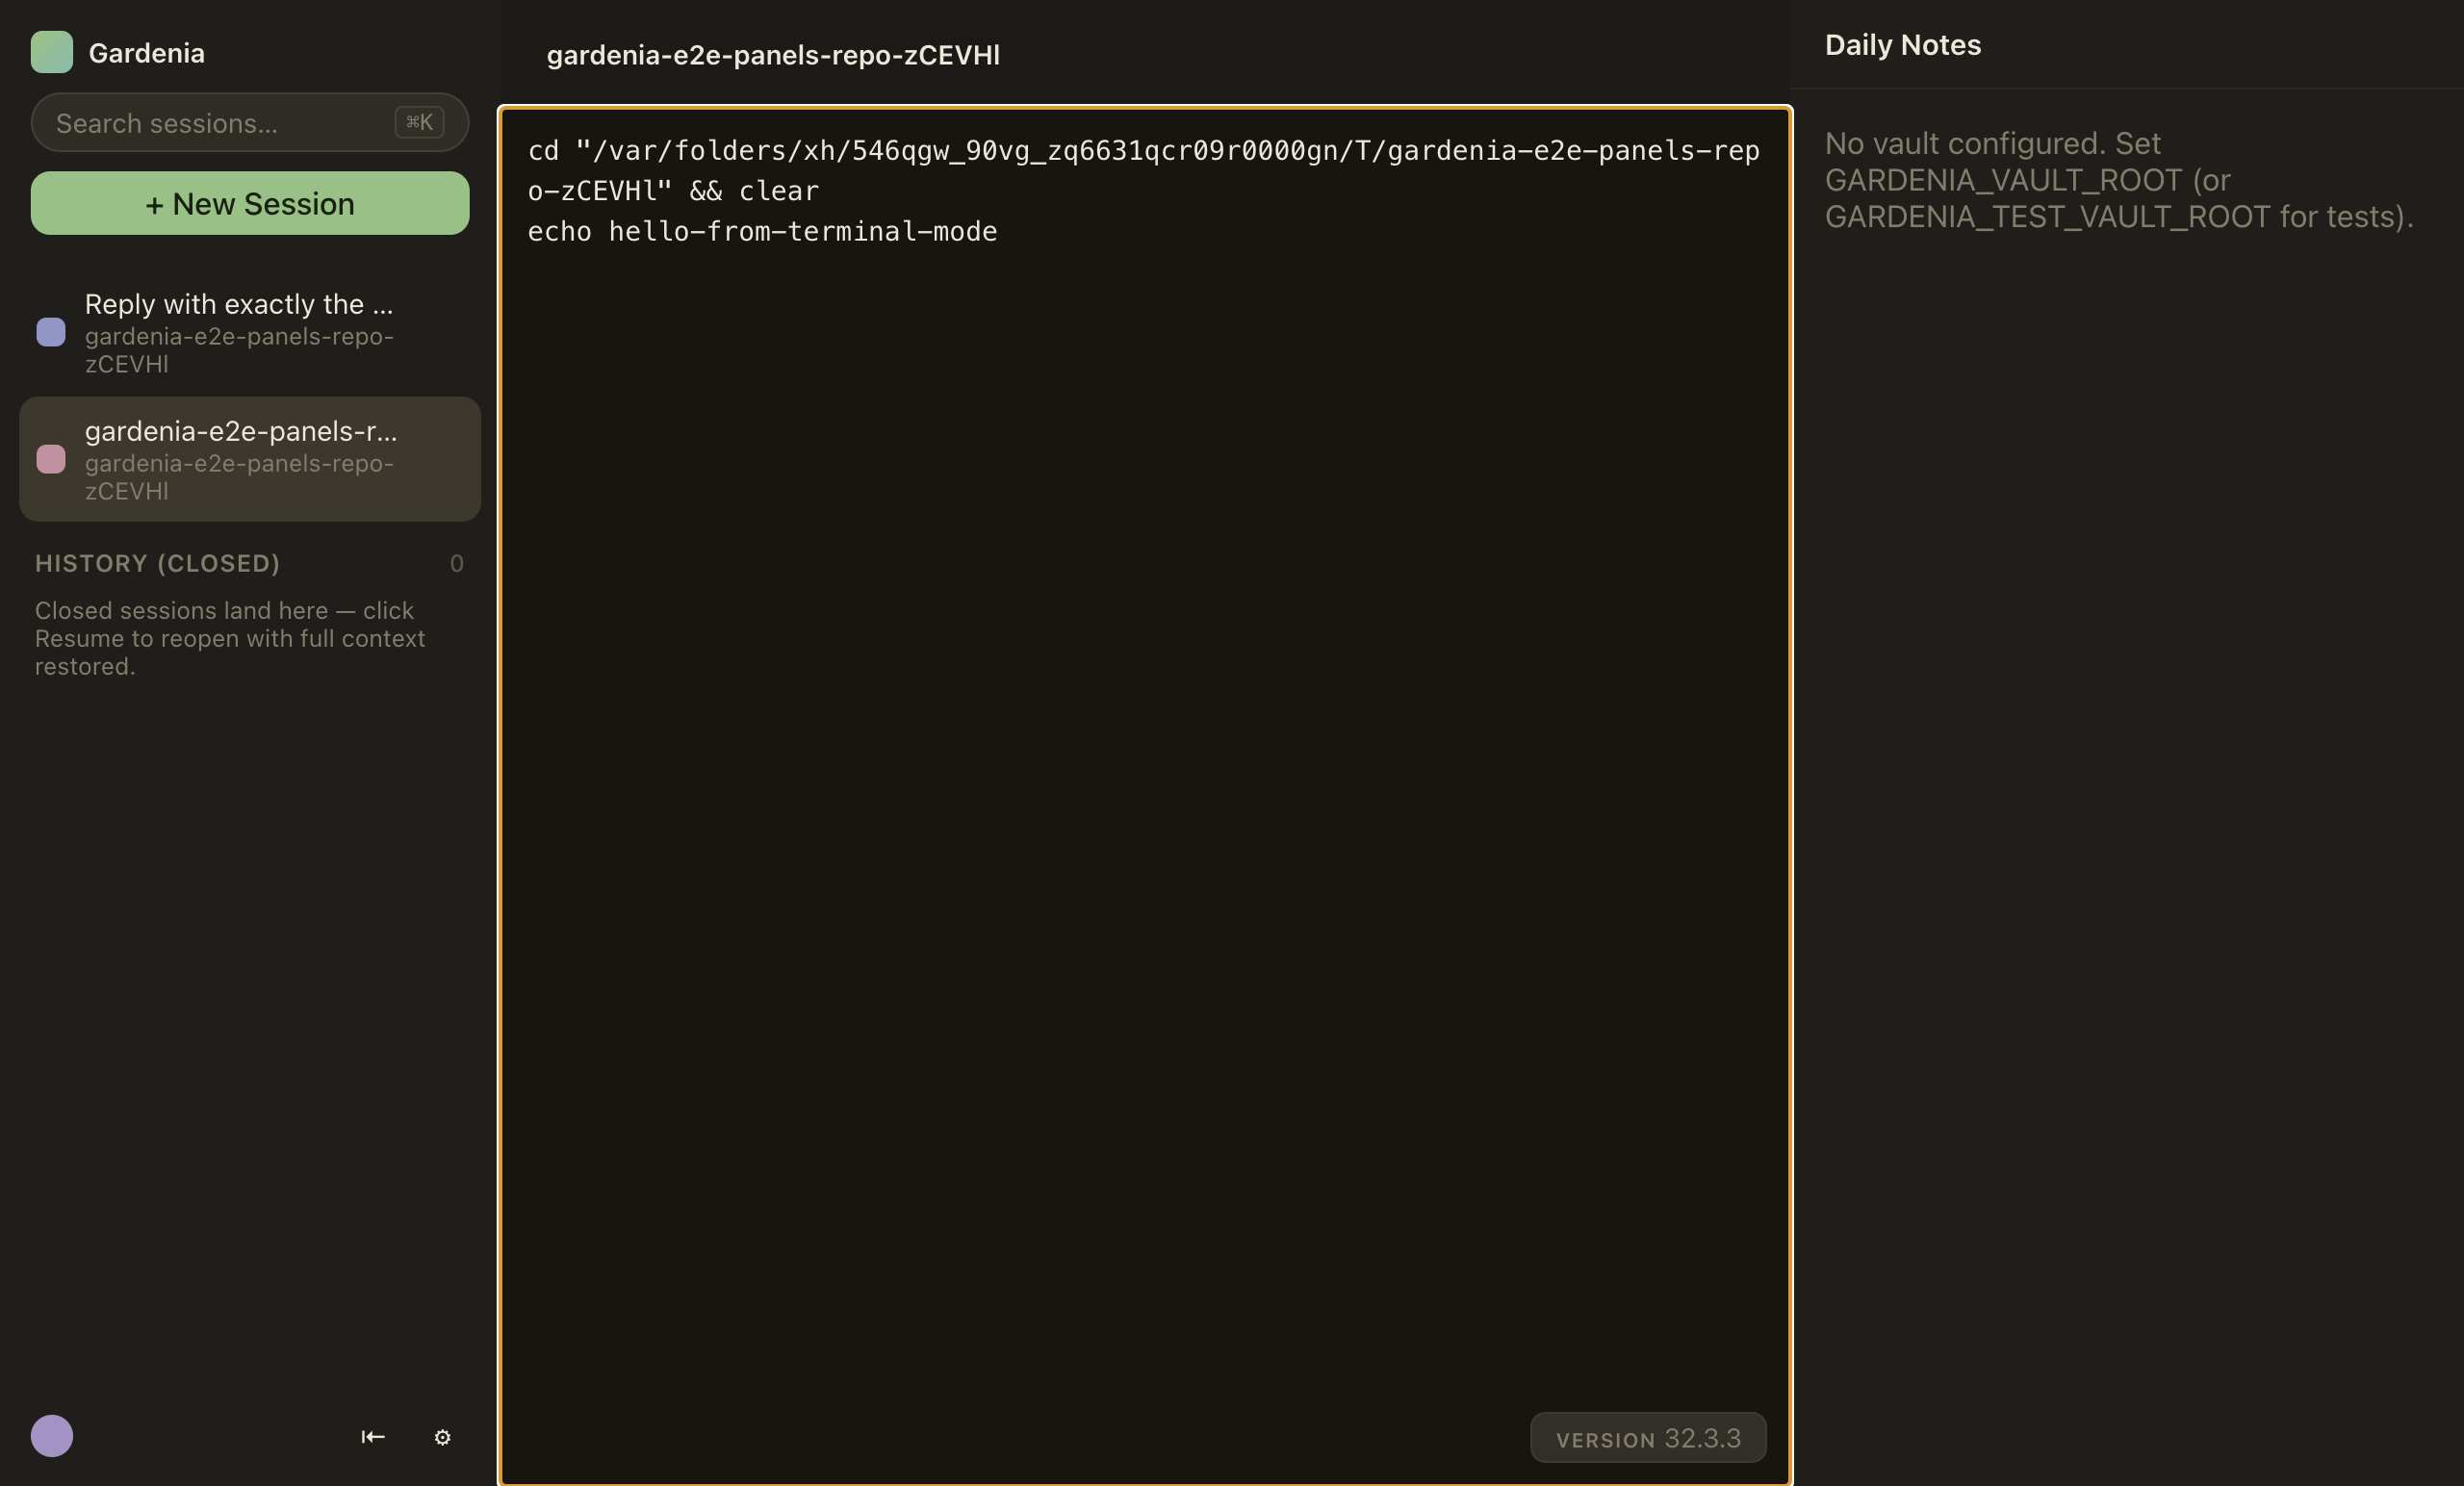 Gardenia
Search sessions...
⌘K
+ New Session
Reply with exactly the ...
gardenia-e2e-panels-repo-
zCEVHl
gardenia-e2e-panels-r...
gardenia-e2e-panels-repo-
zCEVHl
HISTORY (CLOSED) 0
Closed sessions land here — click
Resume to reopen with full context
restored.
gardenia-e2e-panels-repo-zCEVHl
cd "/var/folders/xh/546qgw_90vg_zq6631qcr09r0000gn/T/gardenia-e2e-panels-rep
o-zCEVHl" && clear
echo hello-from-terminal-mode
VERSION 32.3.3
Daily Notes
No vault configured. Set
GARDENIA_VAULT_ROOT (or
GARDENIA_TEST_VAULT_ROOT for tests).